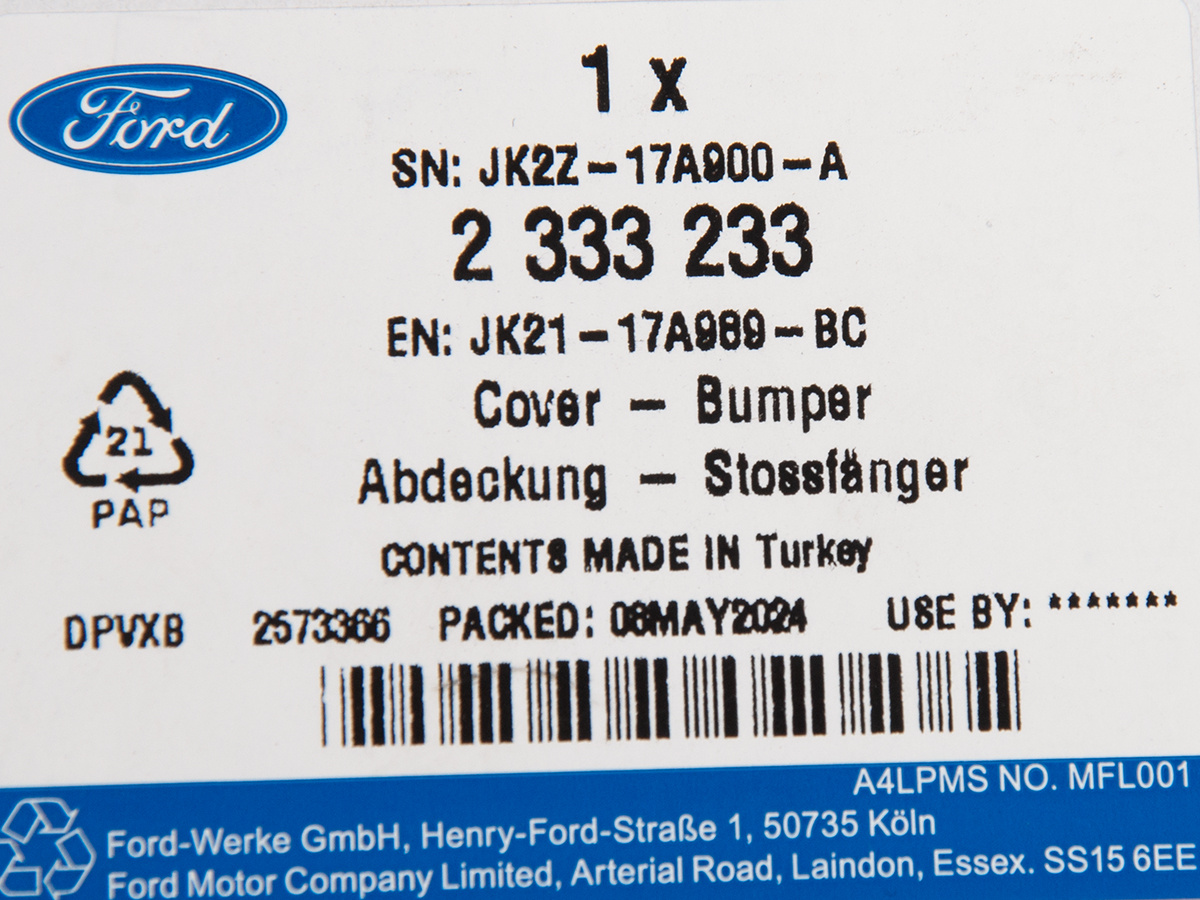 Ford
1 x
SN: JK2Z-17A900-A
2 333 233
EN: JK21-17A989-BC
Cover - Bumper
Abdeckung - Stossfänger
21
PAP
CONTENTS MADE IN Turkey
DPVXB 2573366 PACKED: 08MAY2024 USE BY: *******
A4LPMS NO. MFL001
Ford-Werke GmbH, Henry-Ford-Straße 1, 50735 Köln
Ford Motor Company Limited, Arterial Road, Laindon, Essex. SS15 6EE